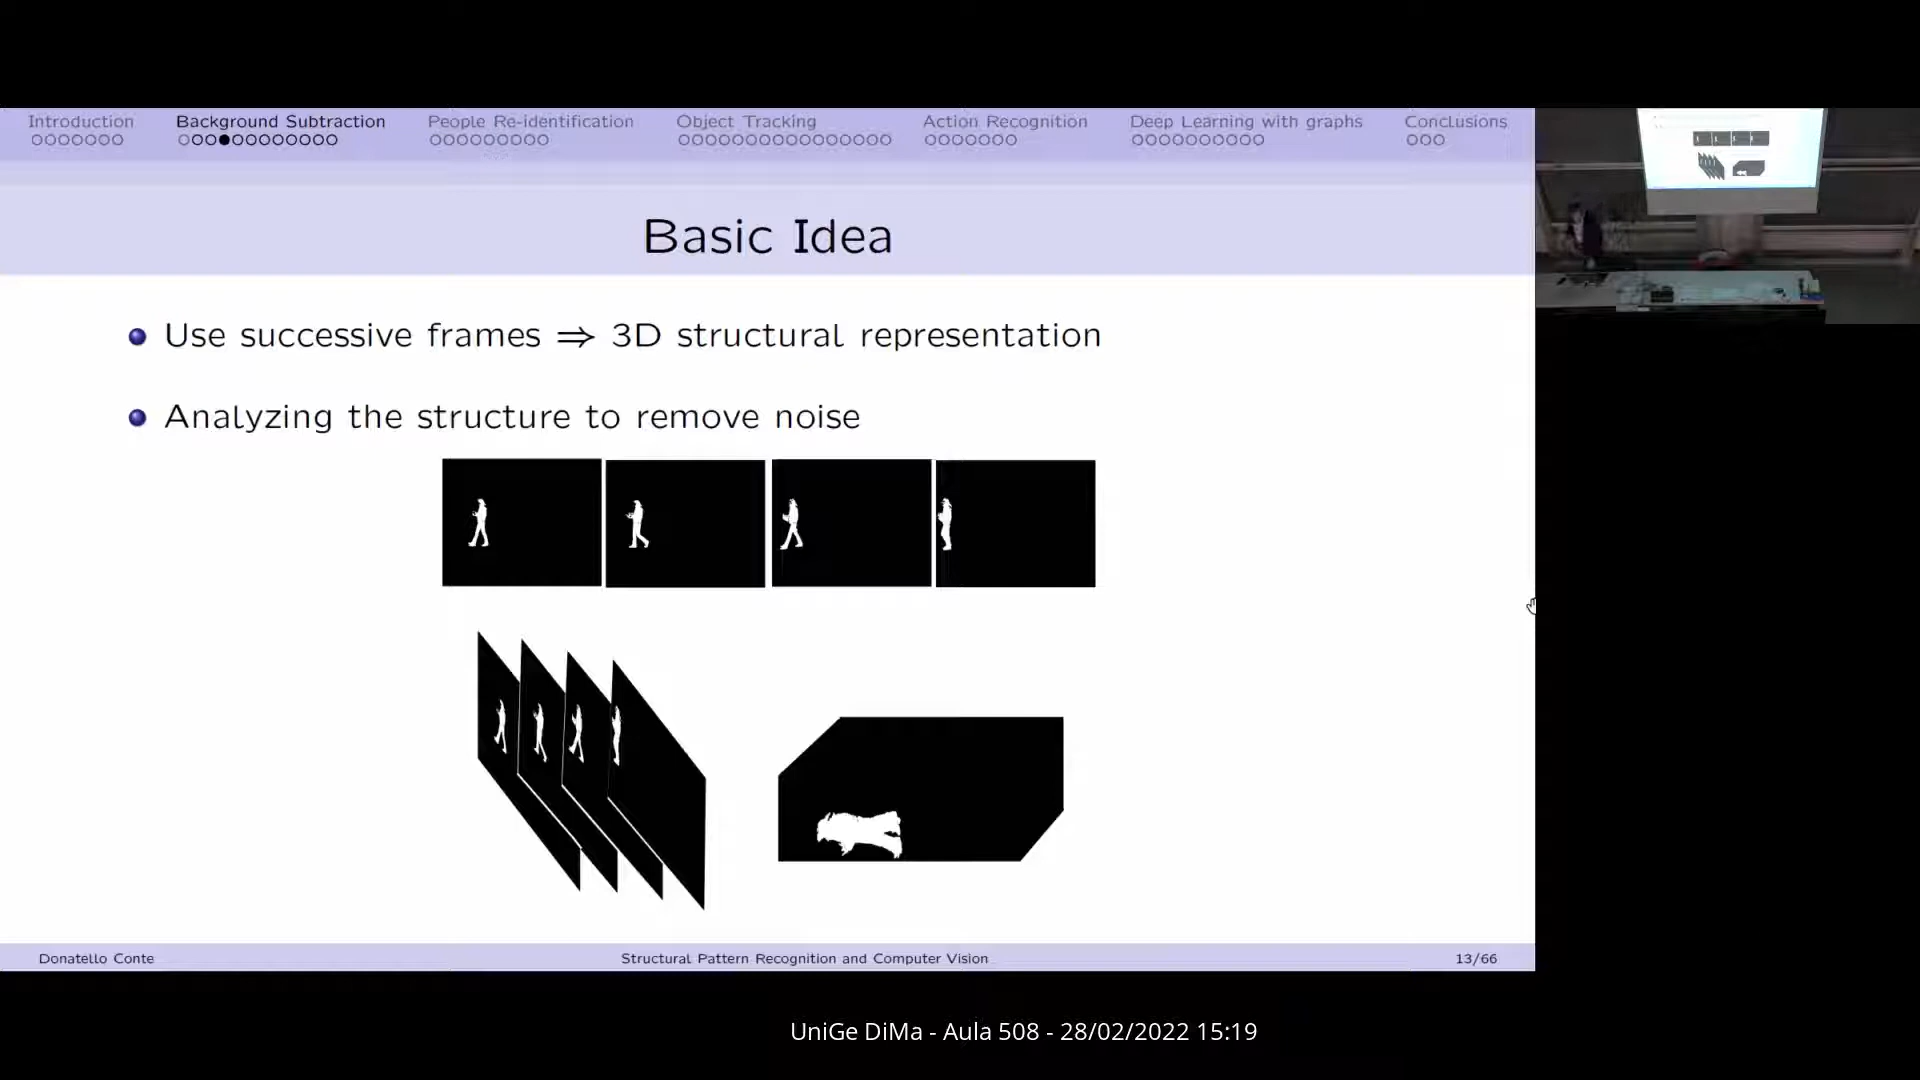 Introduction
Background Subtraction
People Re-identification
Object Tracking
Action Recognition
Deep Learning with graphs
Conclusions
Basic Idea
Use successive frames ⇒ 3D structural representation
Analyzing the structure to remove noise
Donatello Conte
Structural Pattern Recognition and Computer Vision
13/66
UniGe DiMa - Aula 508 - 28/02/2022 15:19